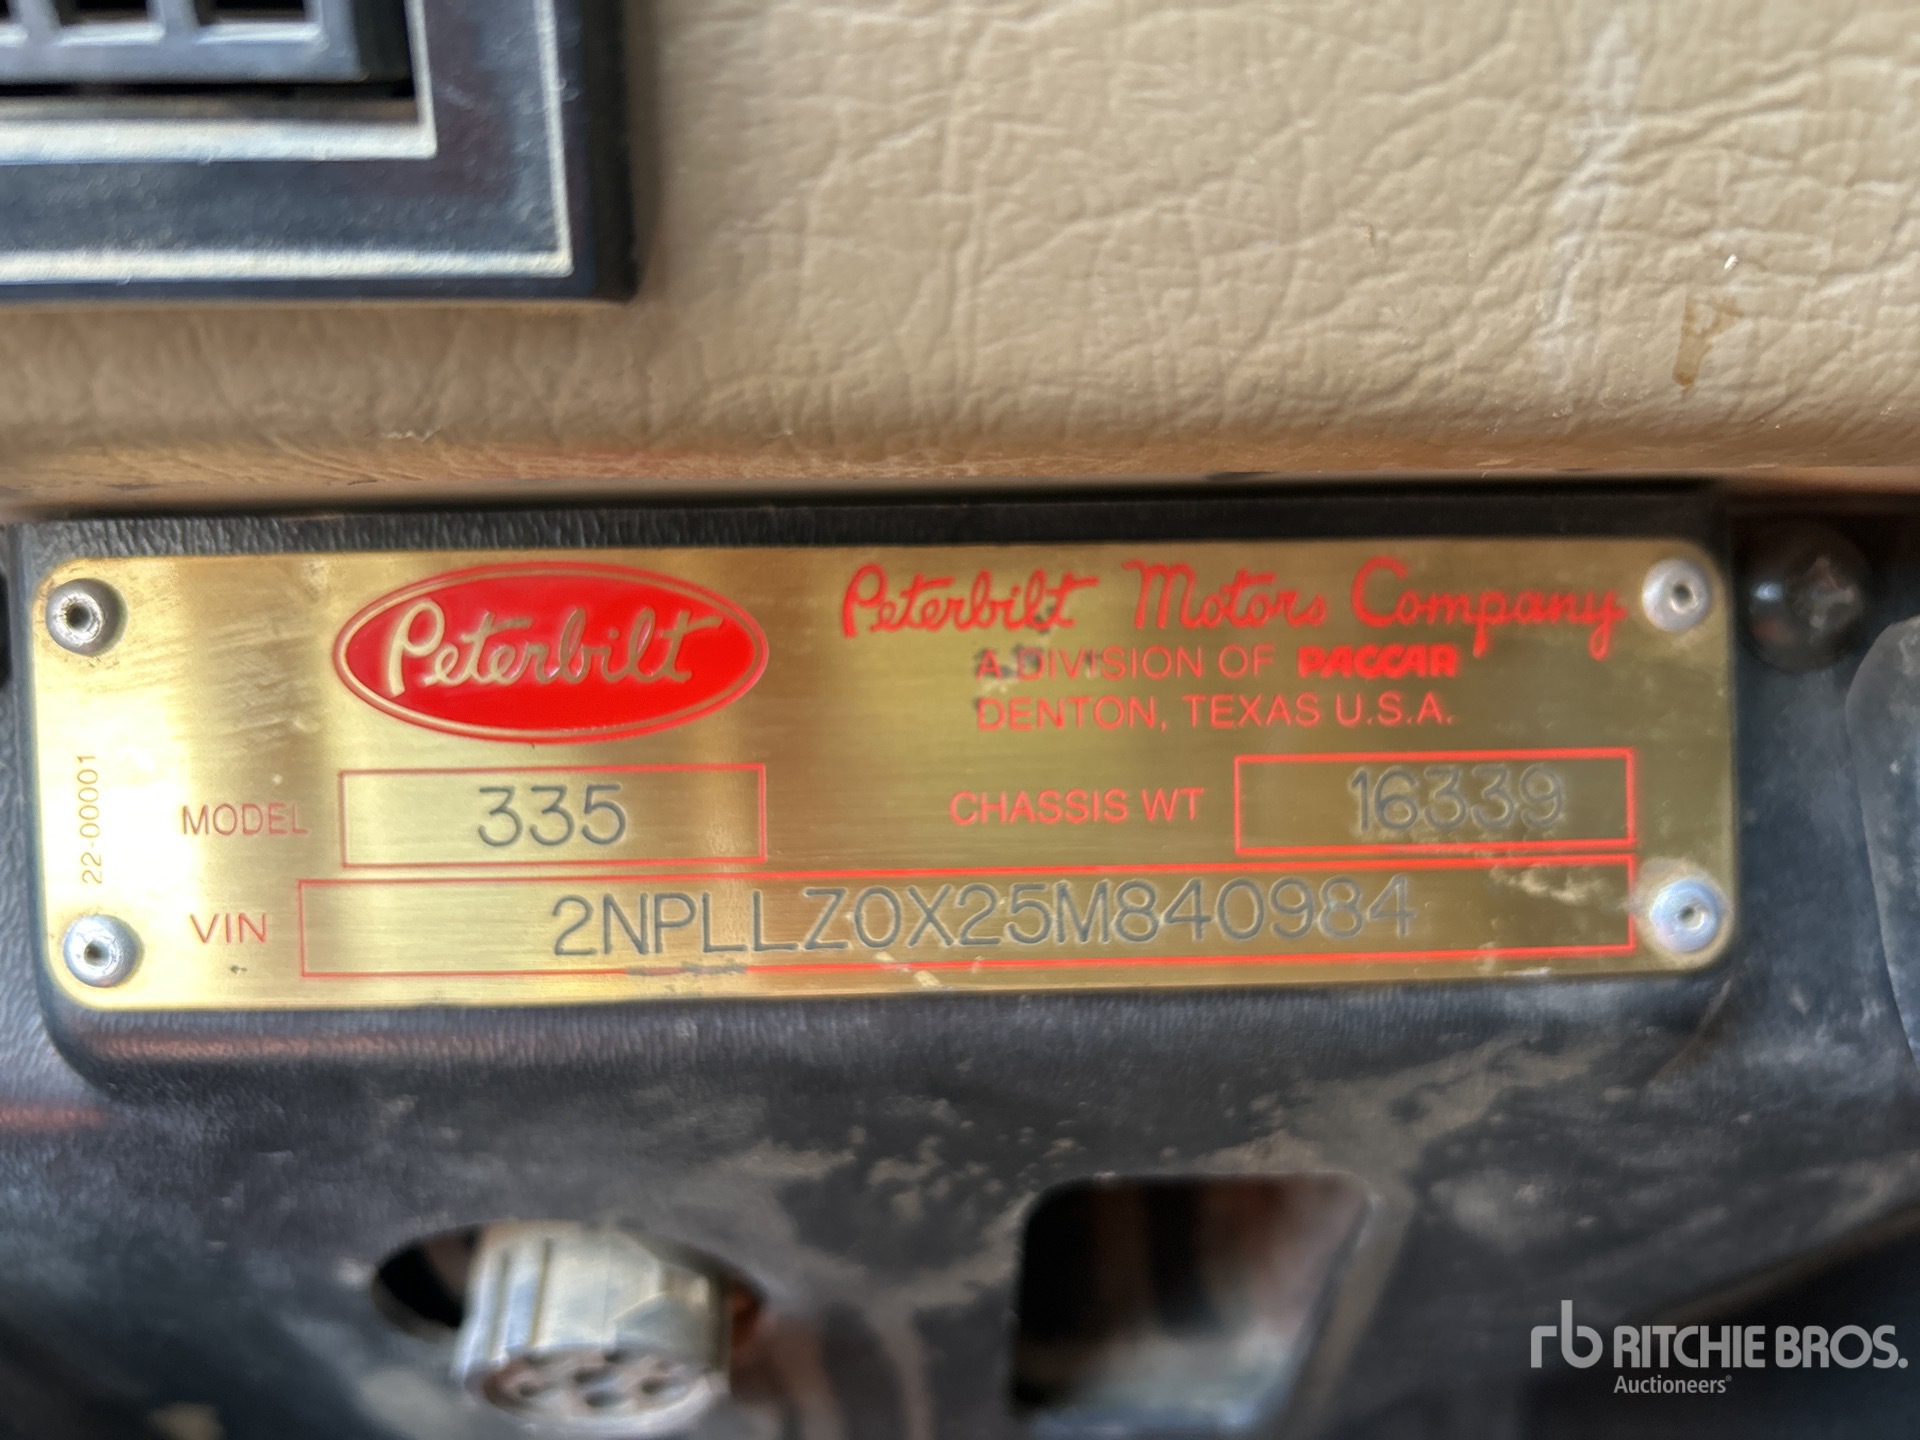 Peterbilt
Peterbilt Motors Company
A DIVISION OF PACCAR
DENTON, TEXAS U.S.A.
22-00001
MODEL 335
CHASSIS WT 16339
VIN 2NPLLZ0X25M840984
rb RITCHIE BROS.
Auctioneers